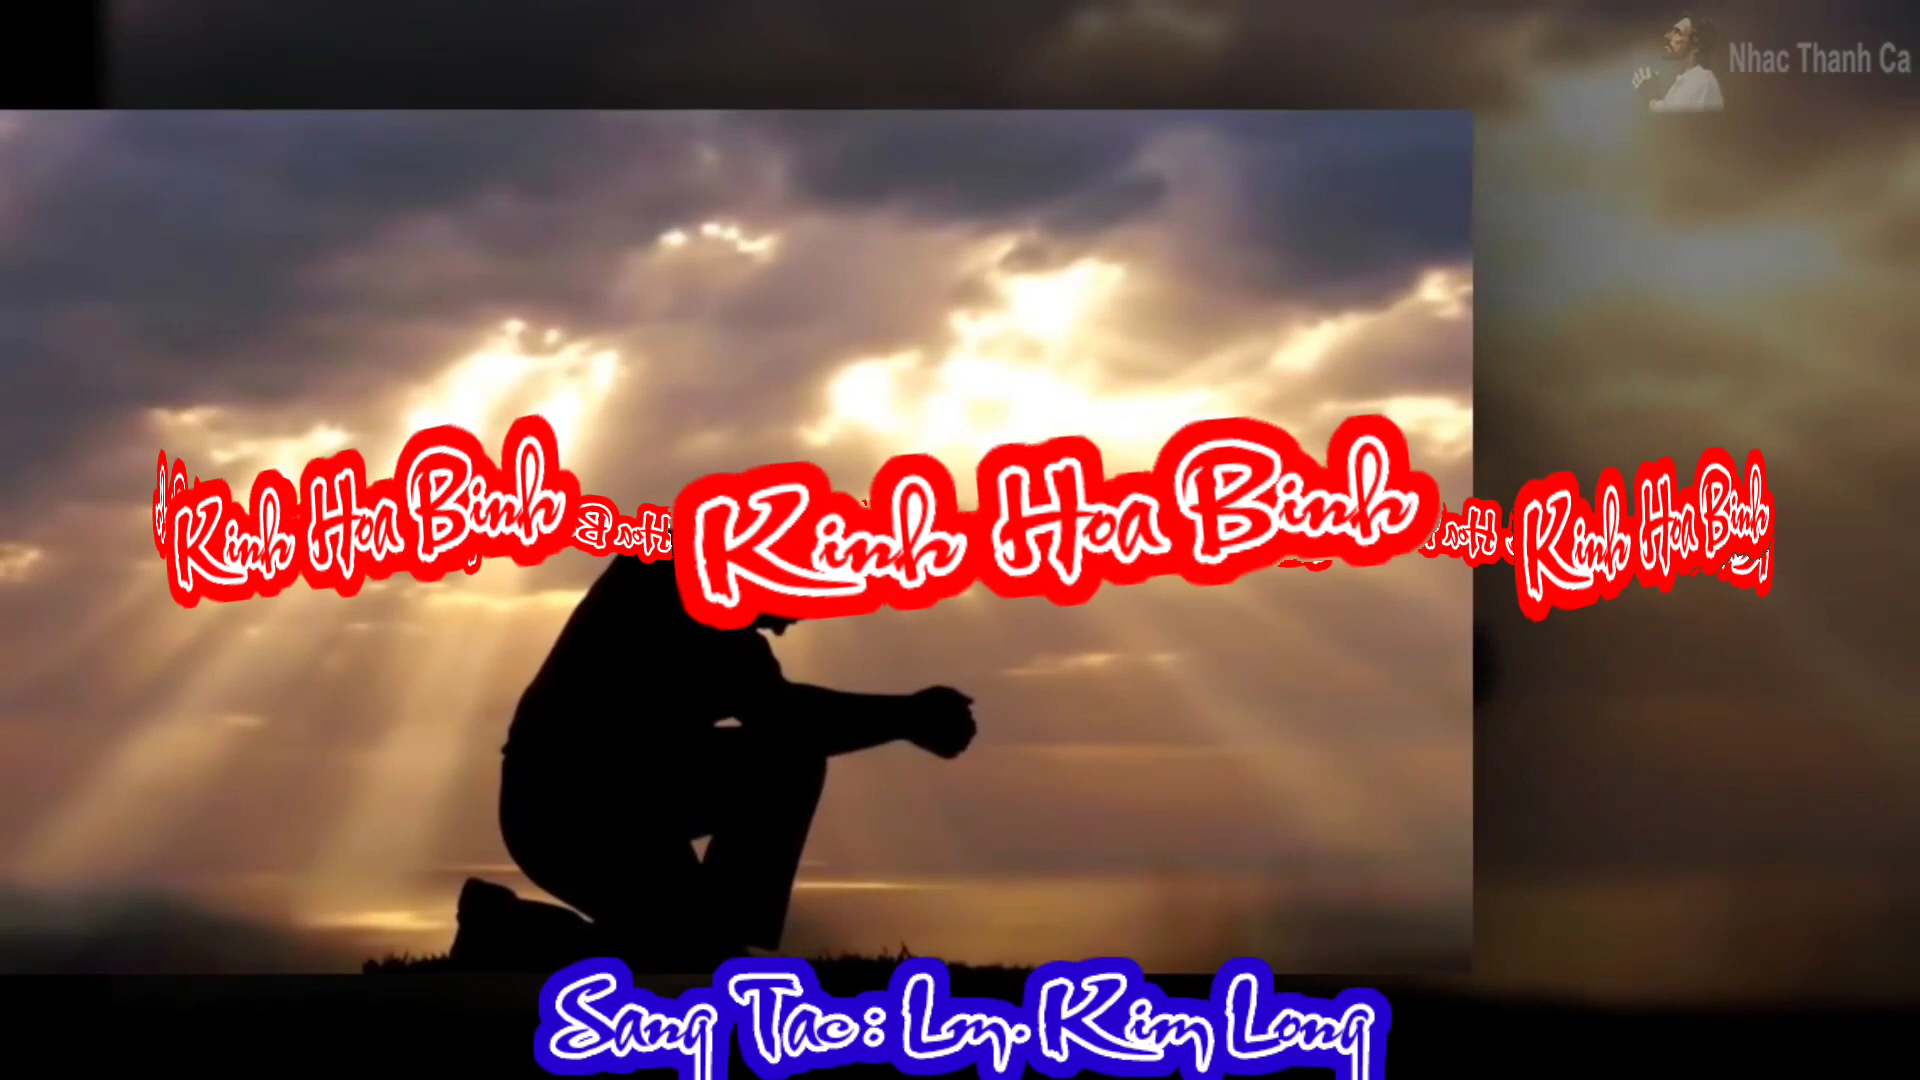 Nhac Thanh Ca
Kinh Hoa Binh Kinh Hoa Binh Kinh Hoa Binh
Sang Tac : Lm. Kim Long